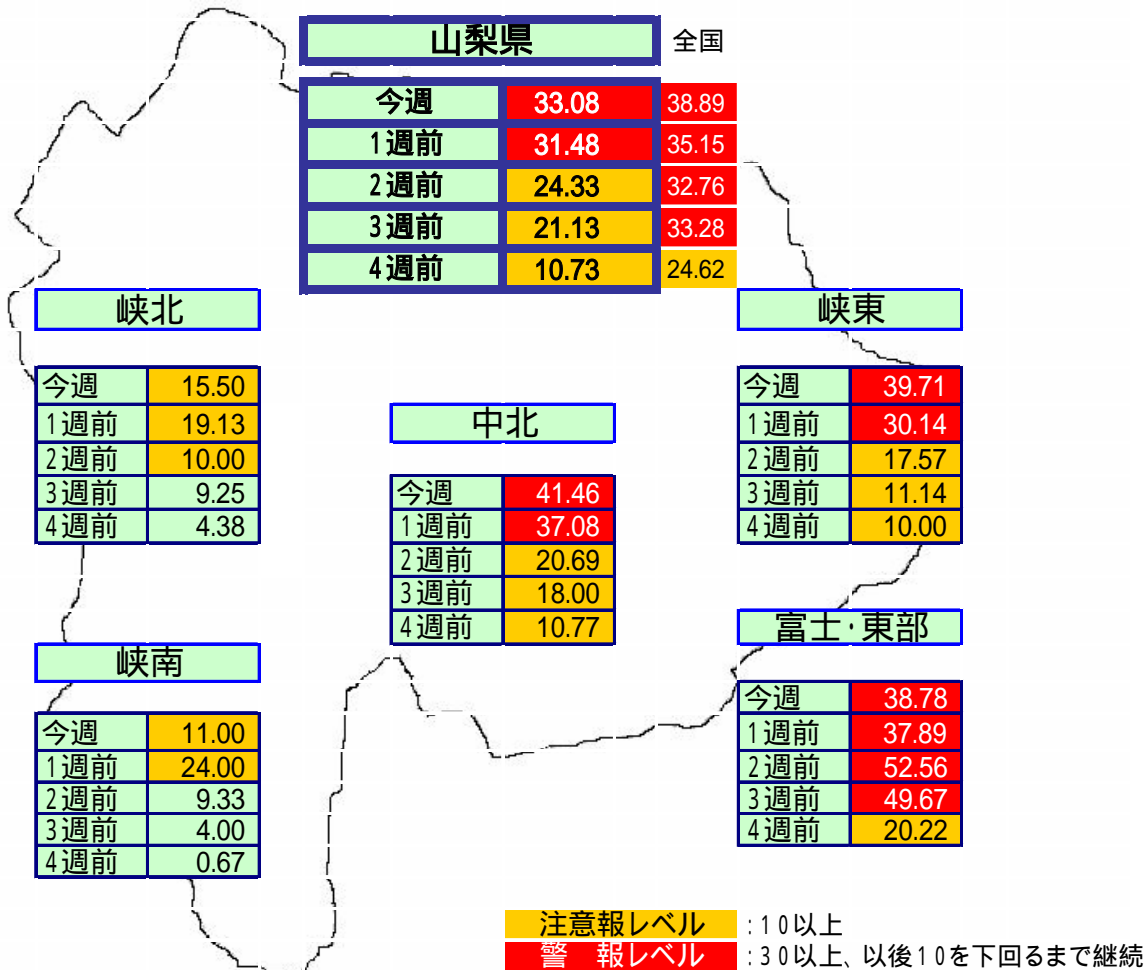 山梨県 全国
今週 33.08 38.89
1週前 31.48 35.15
2週前 24.33 32.76
3週前 21.13 33.28
4週前 10.73 24.62
峡北
今週 15.50
1週前 19.13
2週前 10.00
3週前 9.25
4週前 4.38
峡東
今週 39.71
1週前 30.14
2週前 17.57
3週前 11.14
4週前 10.00
中北
今週 41.46
1週前 37.08
2週前 20.69
3週前 18.00
4週前 10.77
峡南
今週 11.00
1週前 24.00
2週前 9.33
3週前 4.00
4週前 0.67
富士・東部
今週 38.78
1週前 37.89
2週前 52.56
3週前 49.67
4週前 20.22
注意報レベル :10以上
警 報レベル :30以上、以後10を下回るまで継続